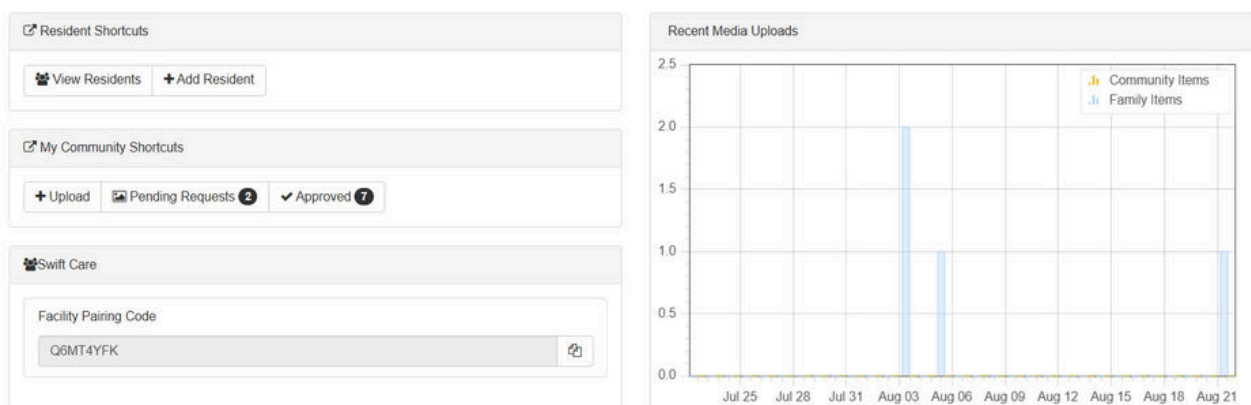 Resident Shortcuts
View Residents
Add Resident
My Community Shortcuts
Upload
Pending Requests 2
Approved 7
Swift Care
Facility Pairing Code
Q6MT4YFK
Recent Media Uploads
2.5
2.0
1.5
1.0
0.5
0.0
Community Items
Family Items
Jul 25 Jul 28 Jul 31 Aug 03 Aug 06 Aug 09 Aug 12 Aug 15 Aug 18 Aug 21